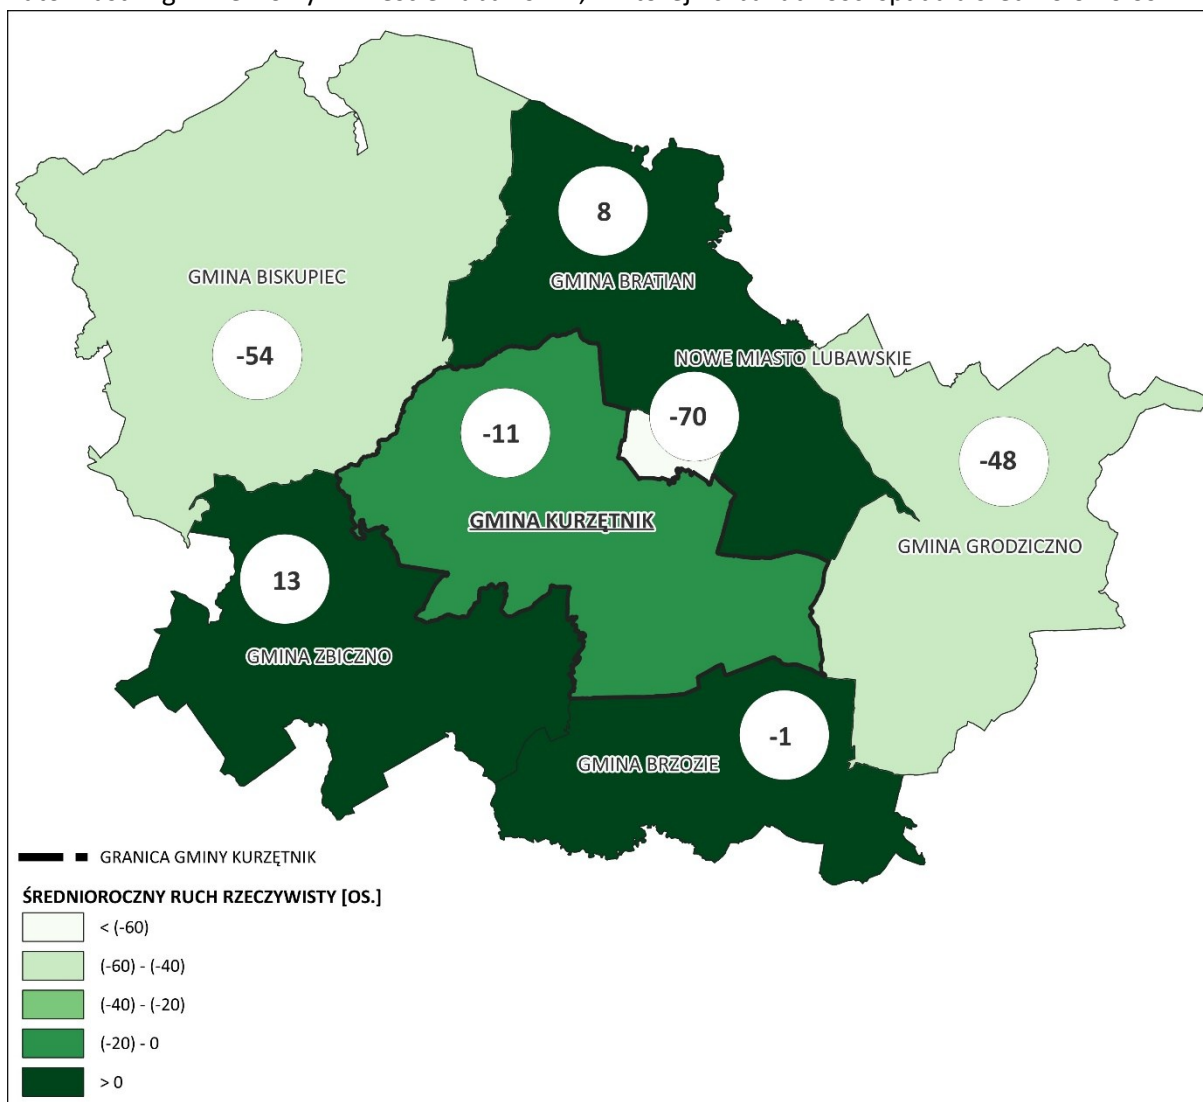 8
GMINA BISKUPIEC
GMINA BRATIAN
-54
NOWE MIASTO LUBAWSKIE
-11
-70
-48
GMINA KURZĘTNIK
GMINA GRODZICZNO
13
GMINA ZBICZNO
-1
GMINA BRZOZIE
GRANICA GMINY KURZĘTNIK
ŚREDNIOROCZNY RUCH RZECZYWISTY [OS.]
< (-60)
(-60) - (-40)
(-40) - (-20)
(-20) - 0
> 0